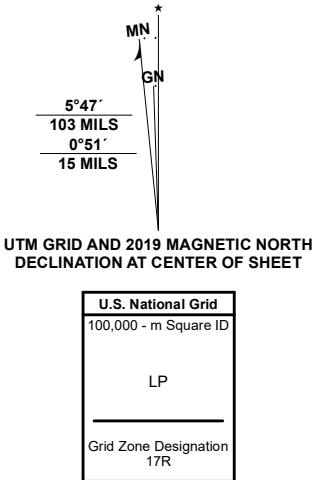 ★
MN
GN
5°47´
103 MILS
0°51´
15 MILS
UTM GRID AND 2019 MAGNETIC NORTH
DECLINATION AT CENTER OF SHEET
U.S. National Grid
100,000 - m Square ID
LP
Grid Zone Designation
17R